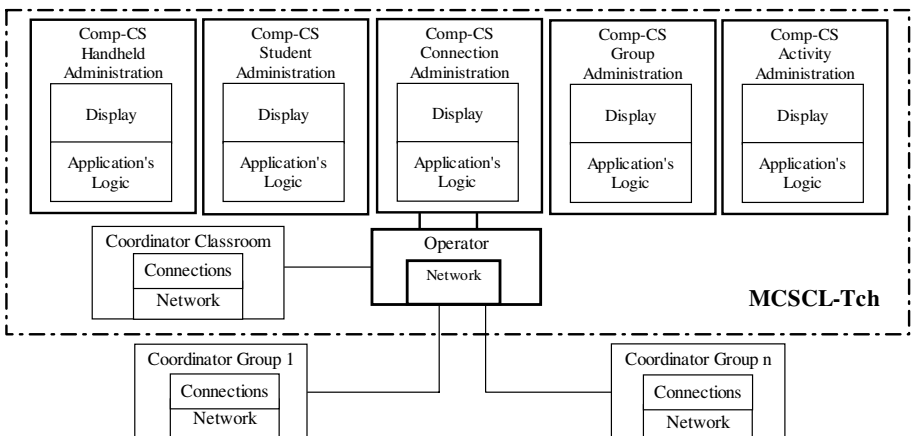 Comp-CS
Handheld
Administration
Display
Application's
Logic
Comp-CS
Student
Administration
Display
Application's
Logic
Comp-CS
Connection
Administration
Display
Application's
Logic
Comp-CS
Group
Administration
Display
Application's
Logic
Comp-CS
Activity
Administration
Display
Application's
Logic
Coordinator Classroom
Connections
Network
Operator
Network
MCSCL-Tch
Coordinator Group 1
Connections
Network
Coordinator Group n
Connections
Network